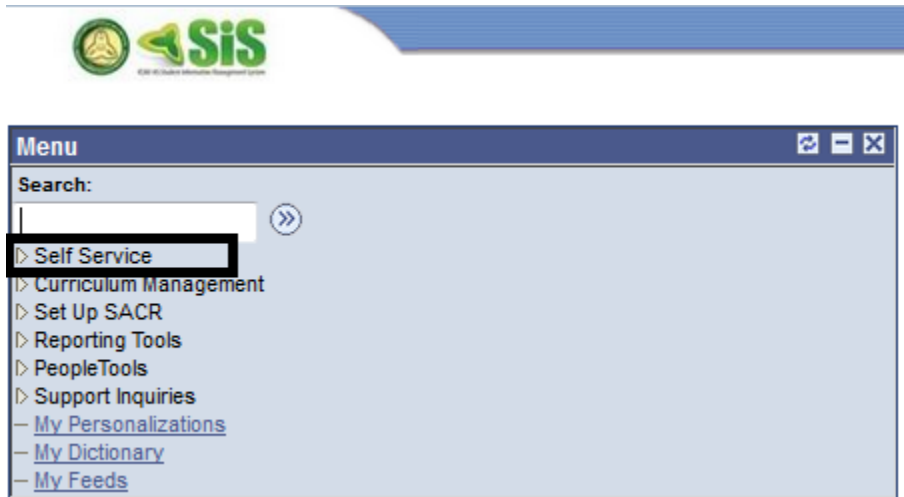 SiS
Menu
Search:
Self Service
Curriculum Management
Set Up SACR
Reporting Tools
PeopleTools
Support Inquiries
My Personalizations
My Dictionary
My Feeds